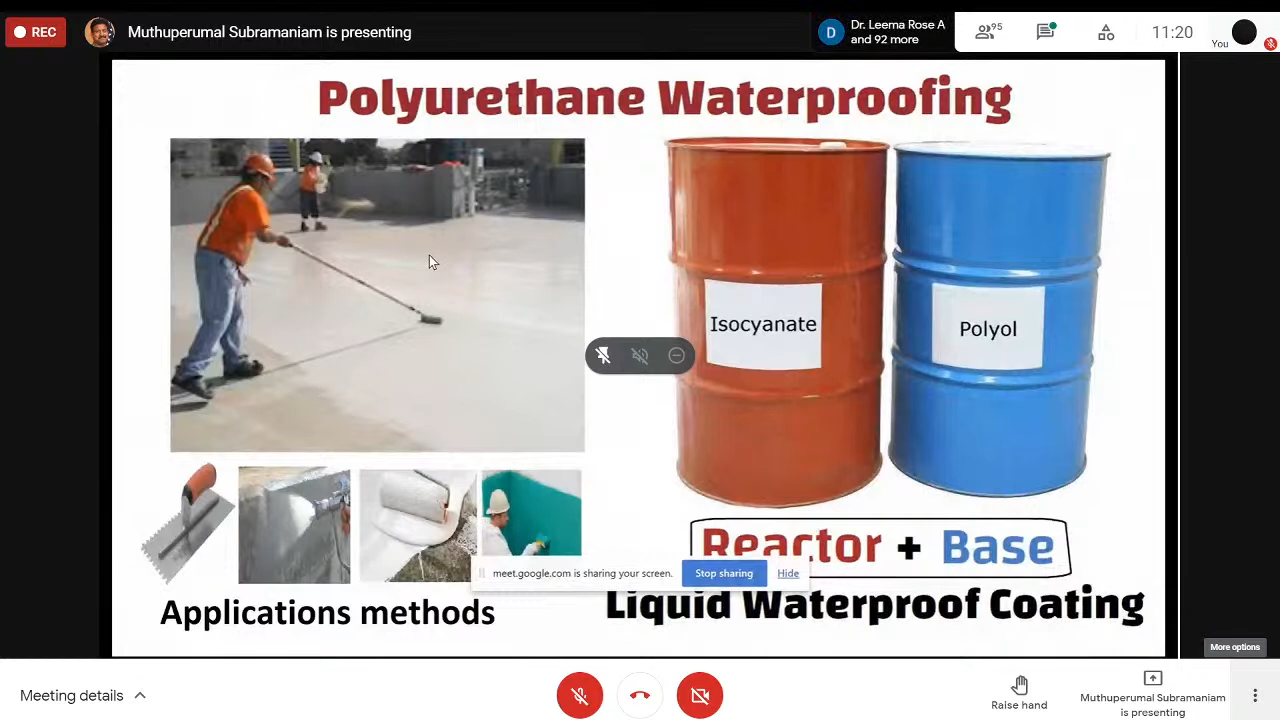 REC
Muthuperumal Subramaniam is presenting
D
Dr. Leema Rose A
and 92 more
95
11:20
You
Polyurethane Waterproofing
Isocyanate
Polyol
Reactor + Base
meet.google.com is sharing your screen.
Stop sharing
Hide
Applications methods
Liquid Waterproof Coating
More options
Meeting details
Raise hand
Muthuperumal Subramaniam
is presenting